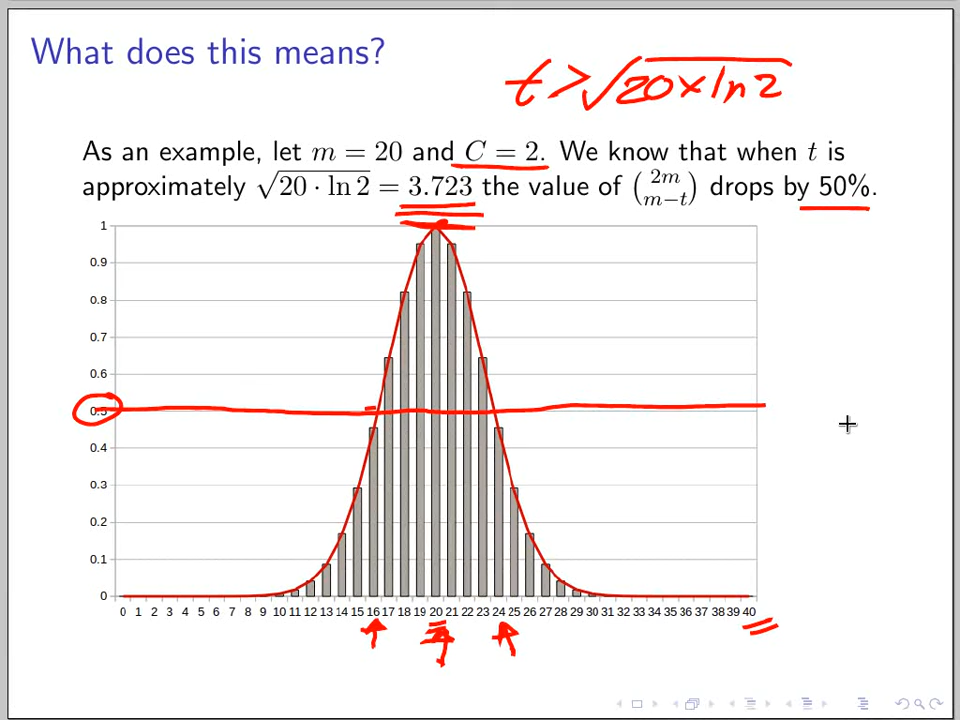 What does this means?
t > √20×ln2
As an example, let m = 20 and C = 2. We know that when t is
approximately √20 · ln 2 = 3.723 the value of (2m m−t) drops by 50%.
1
0.9
0.8
0.7
0.6
0.5
0.4
0.3
0.2
0.1
0
0 1 2 3 4 5 6 7 8 9 10 11 12 13 14 15 16 17 18 19 20 21 22 23 24 25 26 27 28 29 30 31 32 33 34 35 36 37 38 39 40